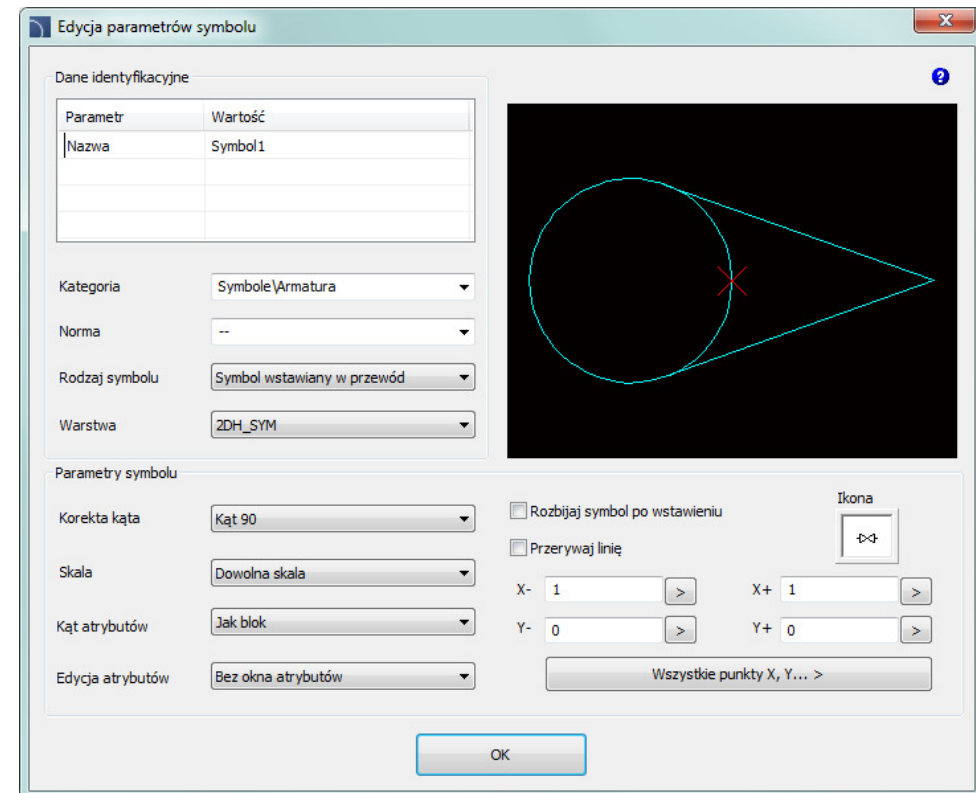 Edycja parametrów symbolu
Dane identyfikacyjne
Parametr Wartość
Nazwa Symbol1
Kategoria Symbole\Armatura
Norma --
Rodzaj symbolu Symbol wstawiany w przewód
Warstwa 2DH_SYM
Parametry symbolu
Korekta kąta Kąt 90
Skala Dowolna skala
Kąt atrybutów Jak blok
Edycja atrybutów Bez okna atrybutów
Rozbijaj symbol po wstawieniu
Przerywaj linię
Ikona
X- 1 > X+ 1 >
Y- 0 > Y+ 0 >
Wszystkie punkty X, Y... >
OK